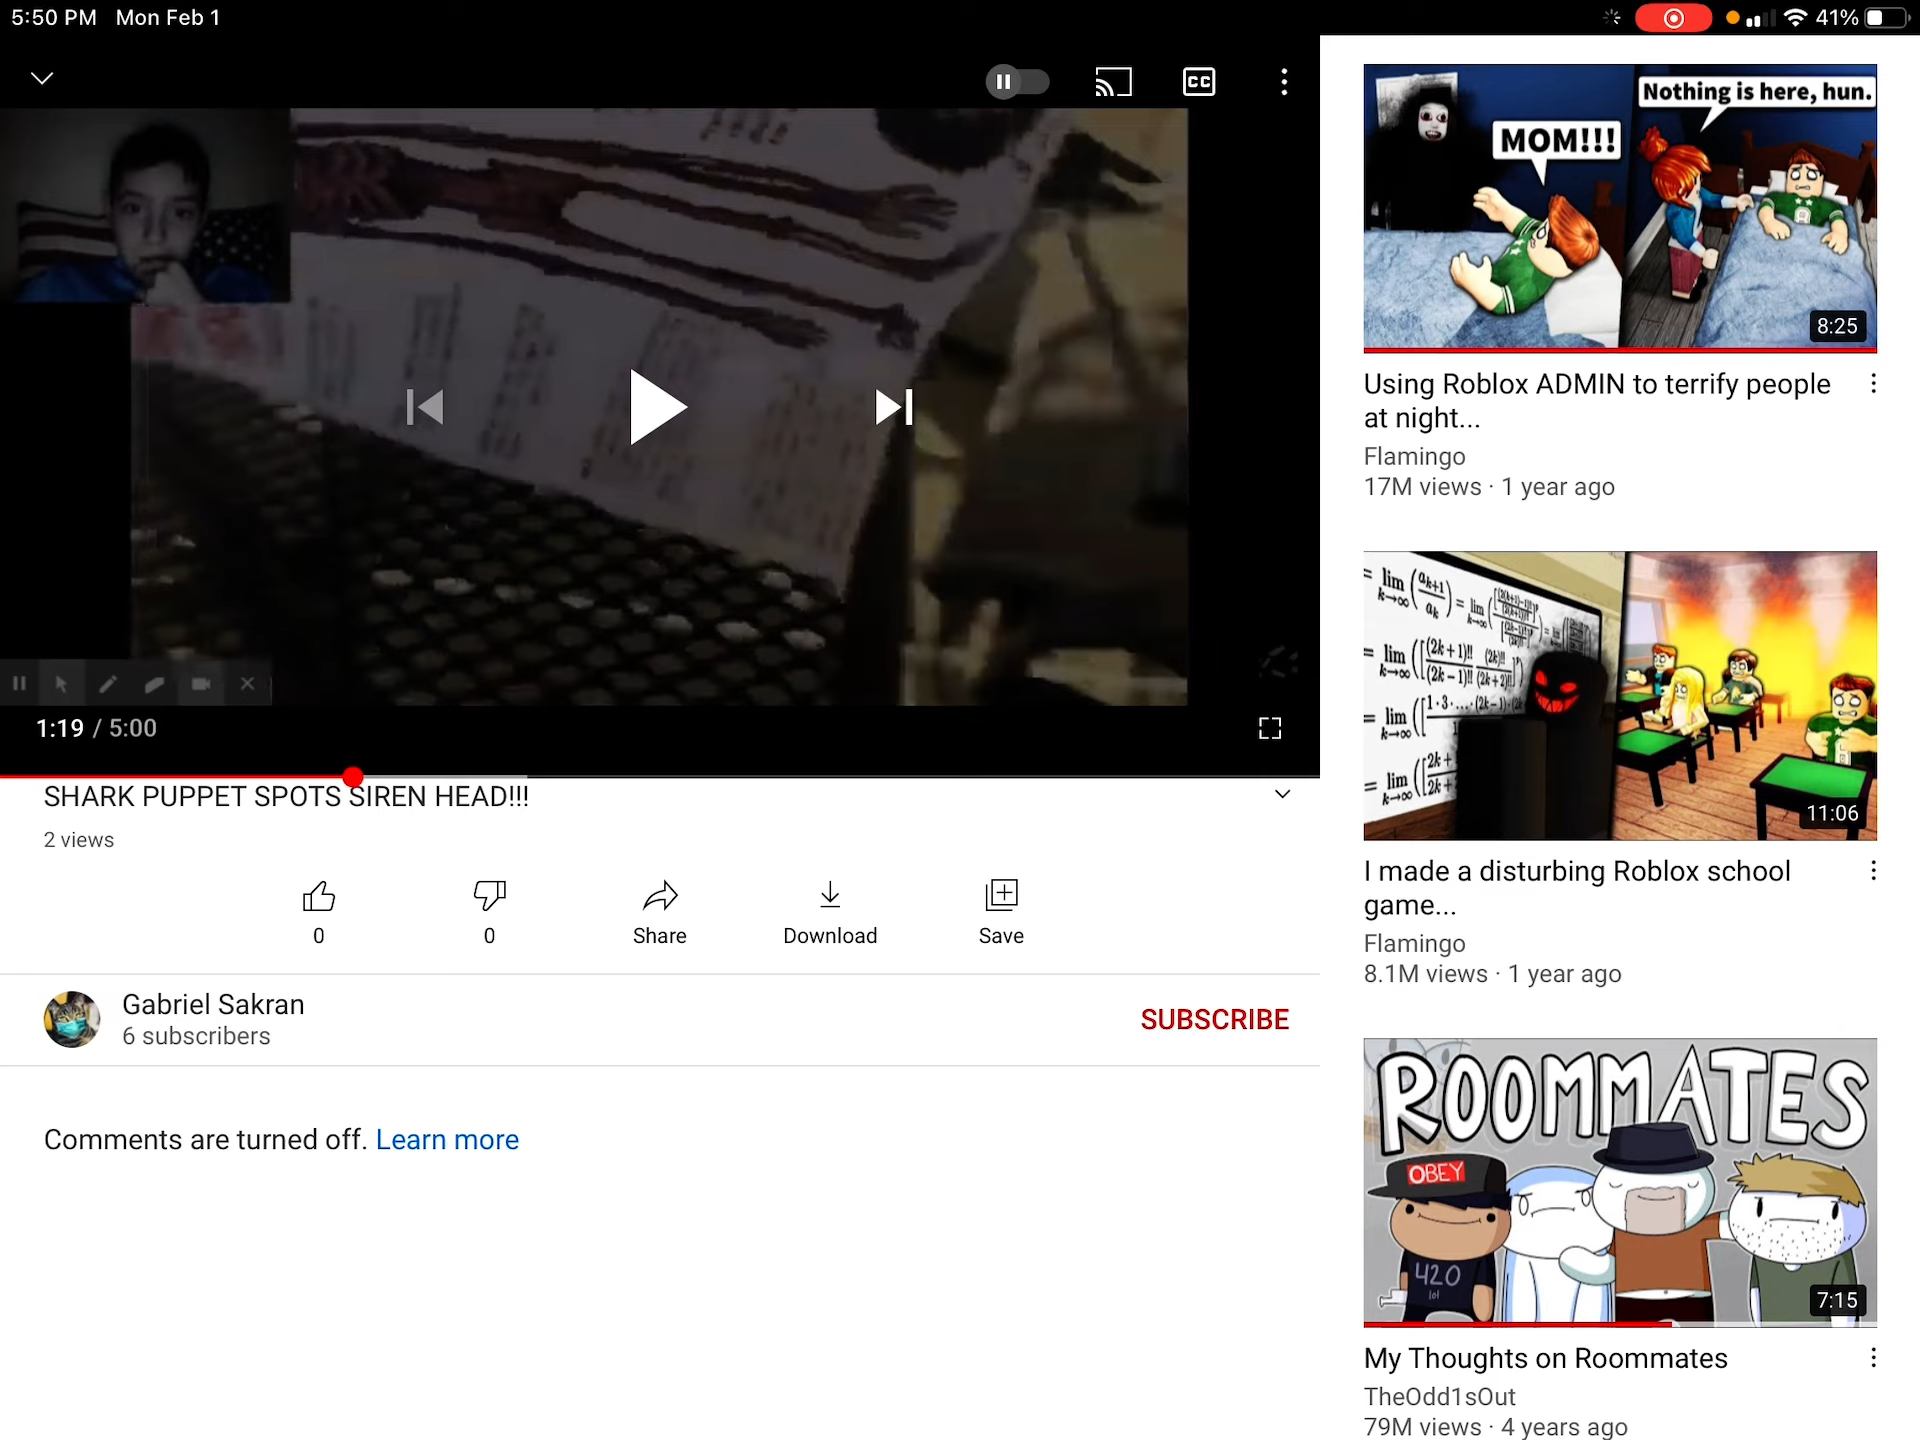 5:50 PM Mon Feb 1
41%
CC
1:19 / 5:00
SHARK PUPPET SPOTS SIREN HEAD!!!
2 views
0
0
Share
Download
Save
Gabriel Sakran
6 subscribers
SUBSCRIBE
Comments are turned off. Learn more
MOM!!!
Nothing is here, hun.
8:25
Using Roblox ADMIN to terrify people
at night...
Flamingo
17M views · 1 year ago
11:06
I made a disturbing Roblox school
game...
Flamingo
8.1M views · 1 year ago
ROOMMATES
OBEY
420
lol
7:15
My Thoughts on Roommates
TheOdd1sOut
79M views · 4 years ago